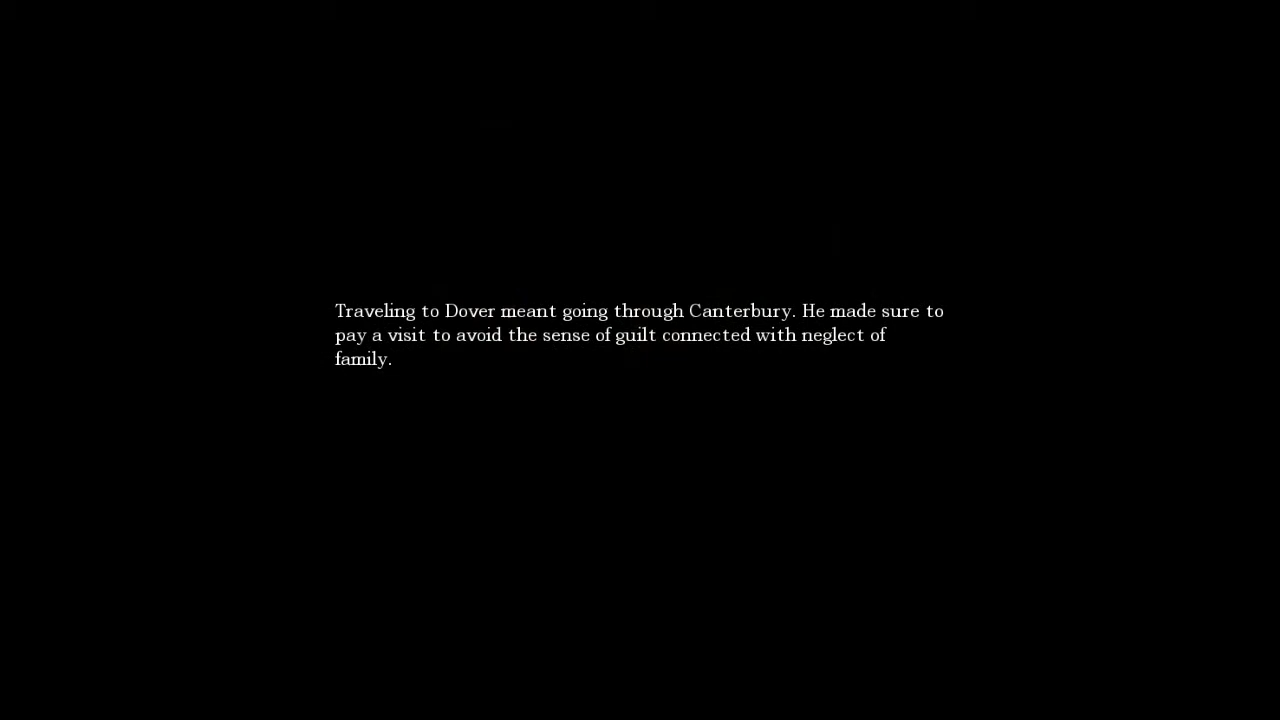 Traveling to Dover meant going through Canterbury. He made sure to
pay a visit to avoid the sense of guilt connected with neglect of
family.